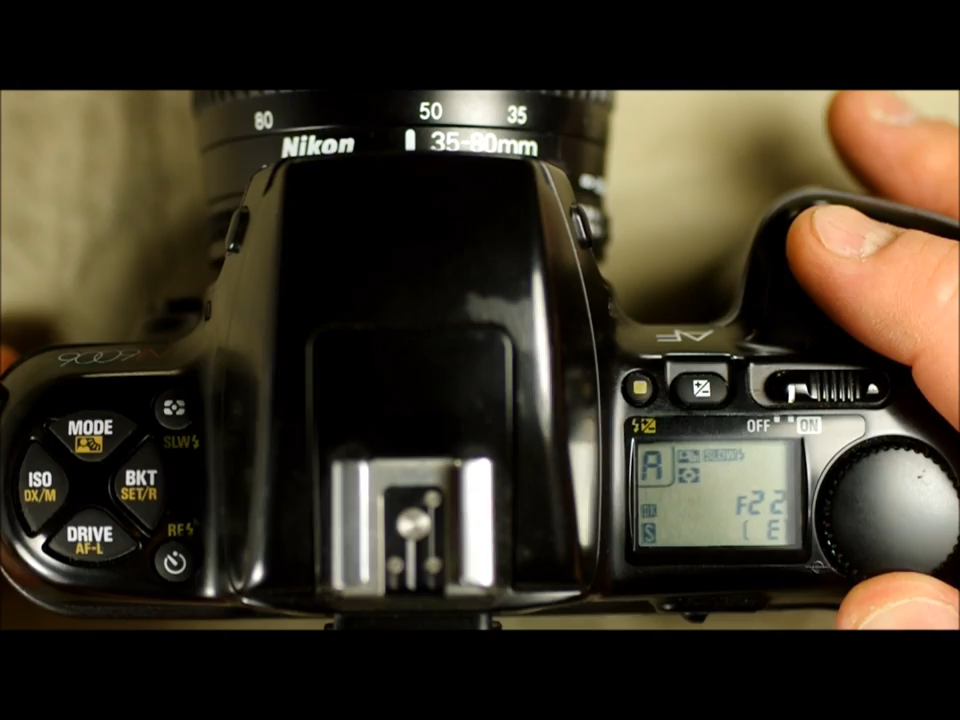 80 50 35
Nikon 35-80mm
AF
MODE
SLW
ISO
DX/M
BKT
SET/R
DRIVE
AF-L
RE
OFF ON
A SLOW
F22
S [ E]